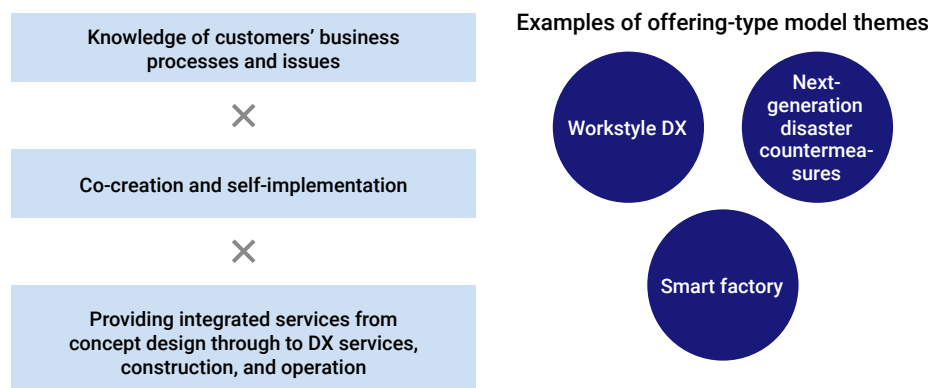 Knowledge of customers’ business
processes and issues
×
Co-creation and self-implementation
×
Providing integrated services from
concept design through to DX services,
construction, and operation
Examples of offering-type model themes
Workstyle DX
Next-
generation
disaster
countermea-
sures
Smart factory